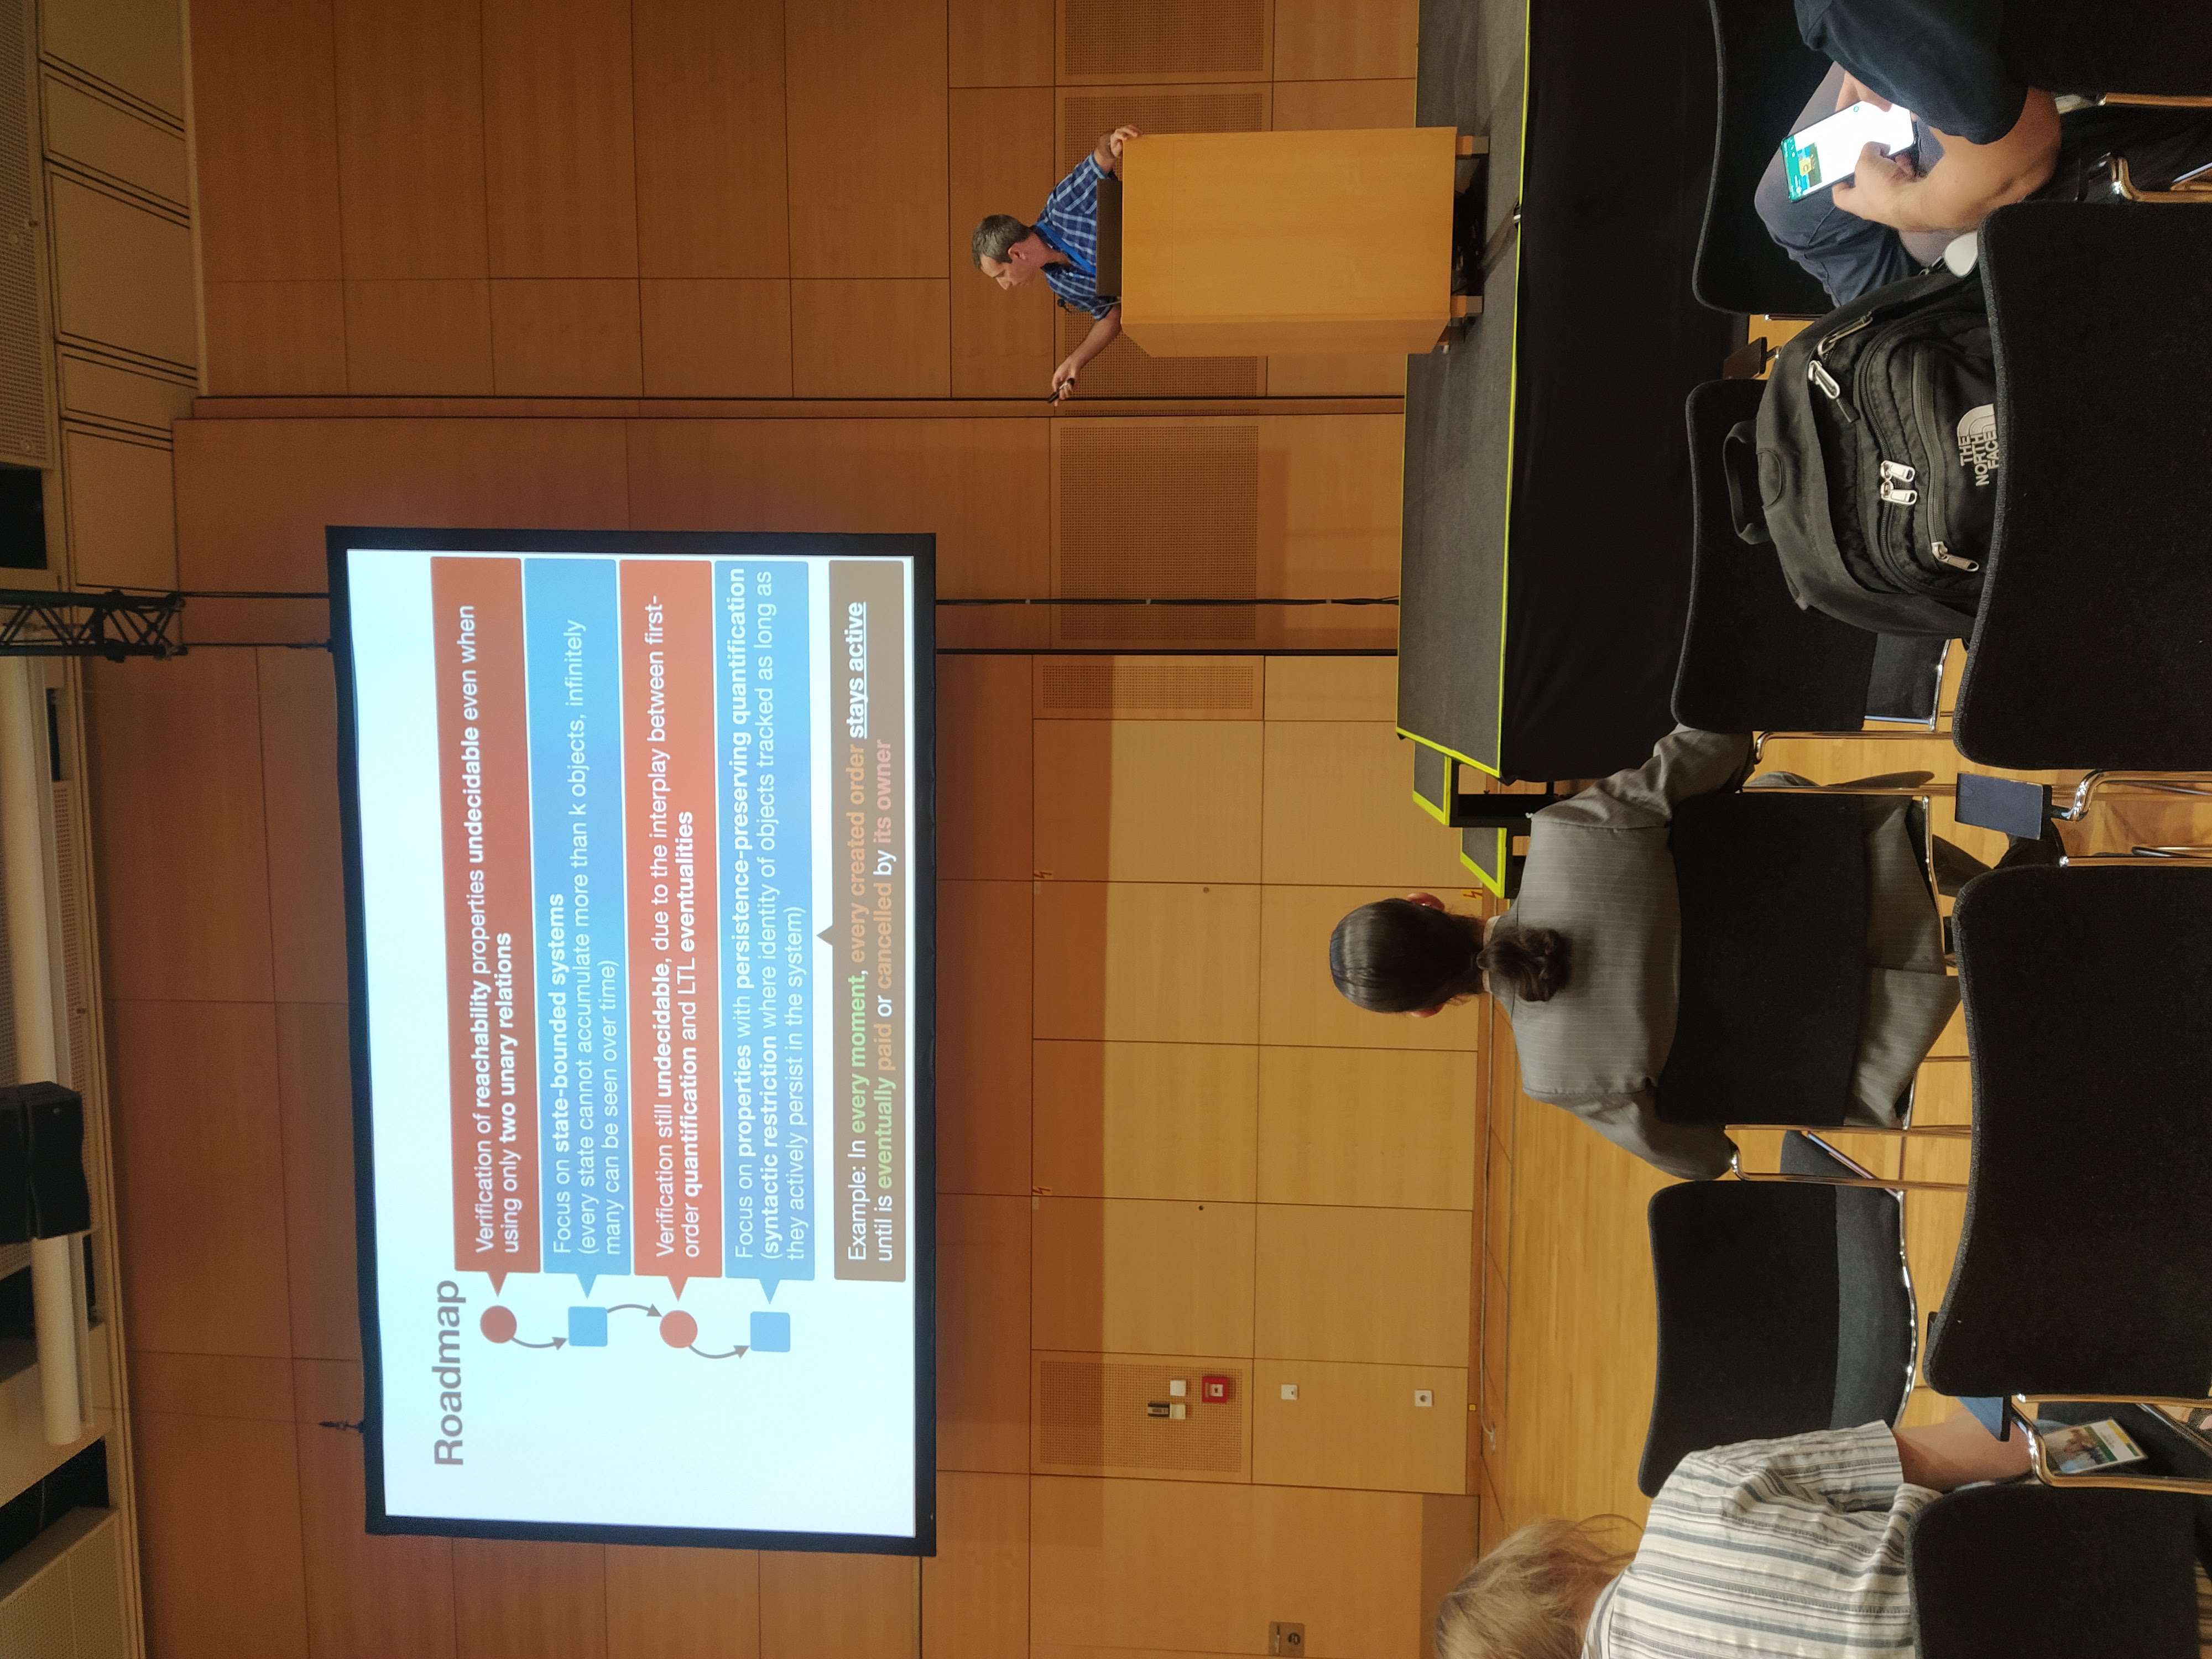 Roadmap
Verification of reachability properties undecidable even when
using only two unary relations
Focus on state-bounded systems
(every state cannot accumulate more than k objects, infinitely
many can be seen over time)
Verification still undecidable, due to the interplay between first-
order quantification and LTL eventualities
Focus on properties with persistence-preserving quantification
(syntactic restriction where identity of objects tracked as long as
they actively persist in the system)
Example: In every moment, every created order stays active
until is eventually paid or cancelled by its owner
THE
NORTH
FACE